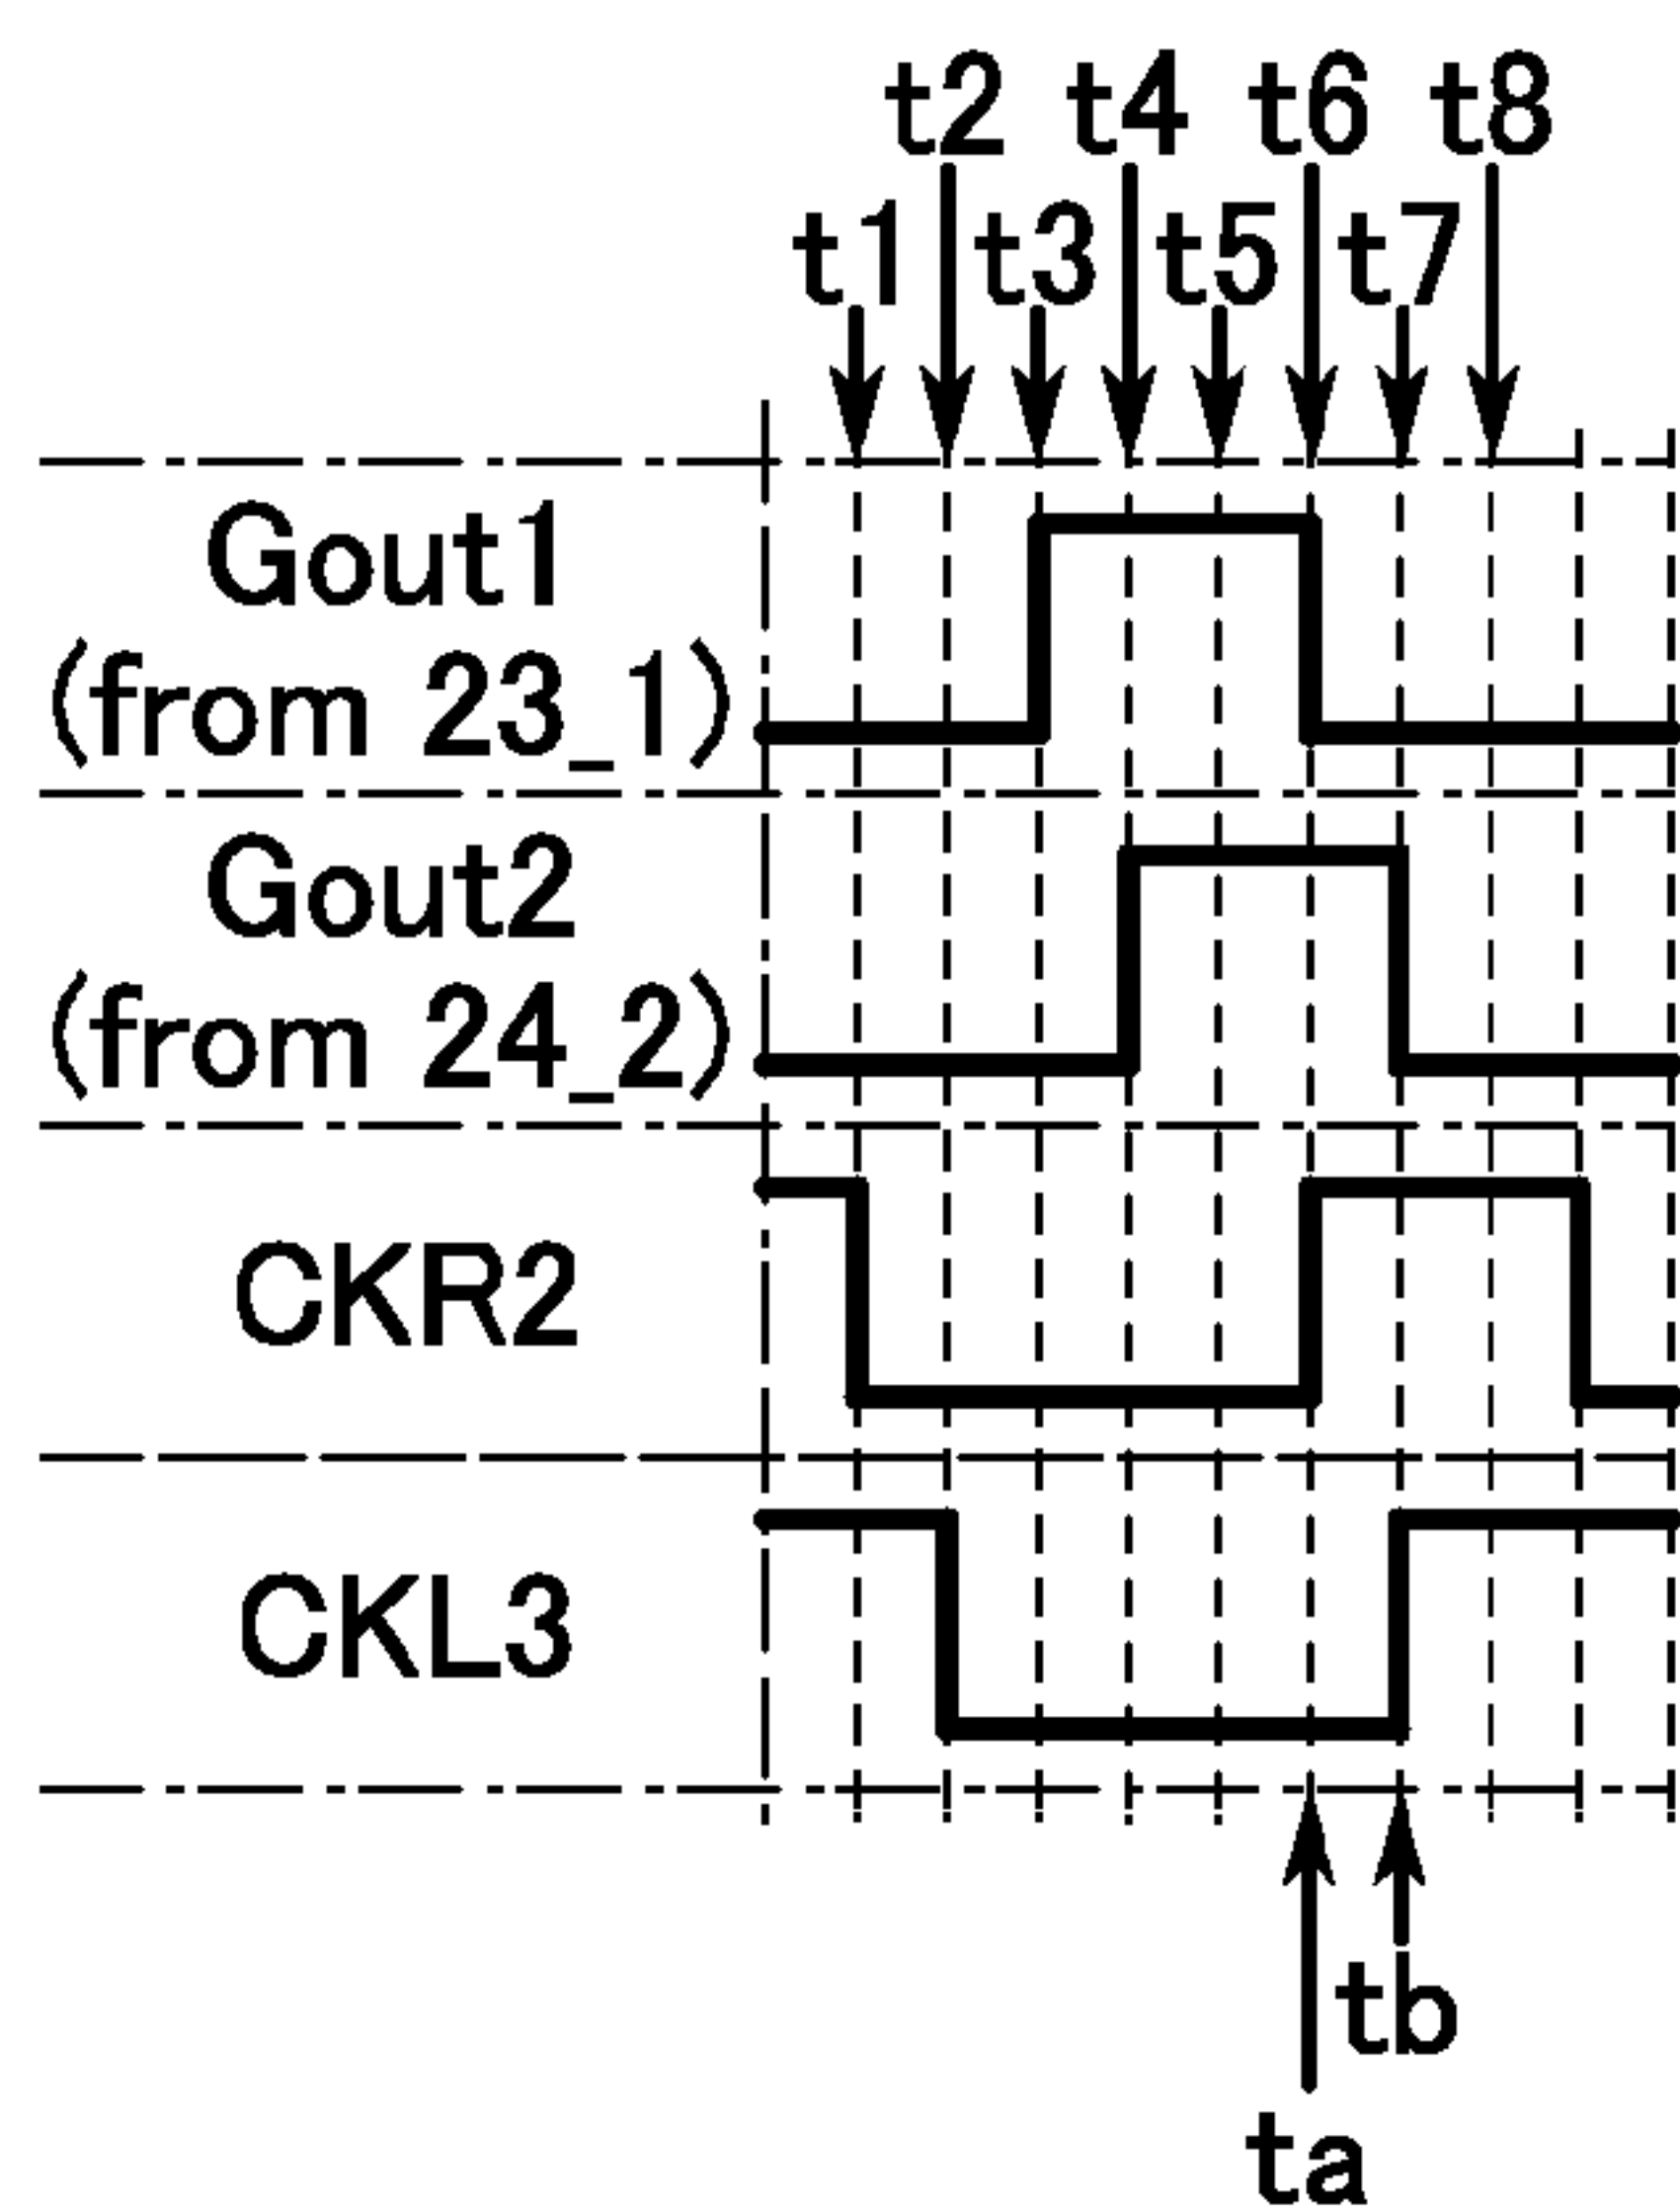 t2 t4 t6 t8
t1 t3 t5 t7
Gout1
(from 23_1)
Gout2
(from 24_2)
CKR2
CKL3
tb
ta